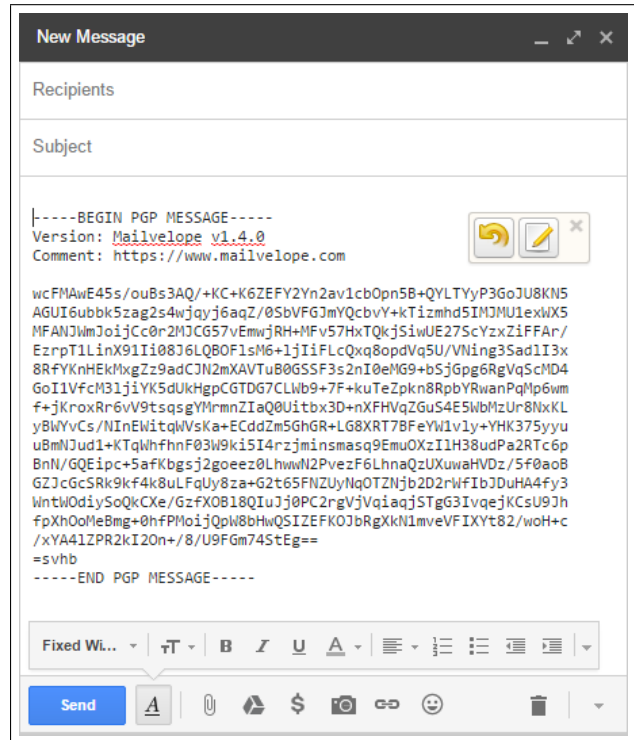 New Message
Recipients
Subject
-----BEGIN PGP MESSAGE-----
Version: Mailvelope v1.4.0
Comment: https://www.mailvelope.com
wcFMAwE45s/ouBs3AQ/+KC+K6ZEFY2Yn2av1cbOpn5B+QYLTYyP3GoJU8KN5
AGUI6ubbk5zag2s4wjqyj6aqZ/0SbVFGJmYQcbvY+kTizmhd5IMJMU1exWX5
MFANJWmJoijCc0r2MJCG57vEmwjRH+MFv57HxTQkjSiwUE27ScYzxZiFFAr/
EzrpT1LinX91Ii08J6LQBOFlsM6+ljIiFLcQxq8opdVq5U/VNing3SadlI3x
8RfYKnHEkMxgZz9adCJN2mXAVTuB0GSSF3s2nI0eMG9+bSjGpg6RgVqScMD4
GoI1VfcM3ljiYK5dUkHgpCGTDG7CLWb9+7F+kuTeZpkn8RpbYRwanPqMp6wm
f+jKroxRr6vV9tsqsgYMrmnZIaQ0Uitbx3D+nXFHVqZGuS4E5WbMzUr8NxKL
yBWYvCs/NInEWitqWVsKa+ECddZm5GhGR+LG8XRT7BFeYW1vly+YHK375yyu
uBmNJud1+KTqWhfhnF03W9ki5I4rzjminsmasq9EmuOXzIlH38udPa2RTc6p
BnN/GQEipc+5afKbgsj2goeez0LhwwN2PvezF6LhnaQzUXuwaHVDz/5f0aoB
GZJcGcSRk9kf4k8uLFqUy8za+G2t65FNZUyNqOTZNjb2D2rWfIbJDuHA4fy3
WntWOdiySoQkCXe/GzfXOB18QIuJj0PC2rgVjVqiaqjSTgG3IvqejKCsU9Jh
fpXhOoMeBmg+0hfPMoijQpW8bHwQSIZEFKOJbRgXkN1mveVFIXYt82/woH+c
/xYA41ZPR2kI2On+/8/U9FGm74StEg==
=svhb
-----END PGP MESSAGE-----
Fixed Wi...
B I U A
Send A $